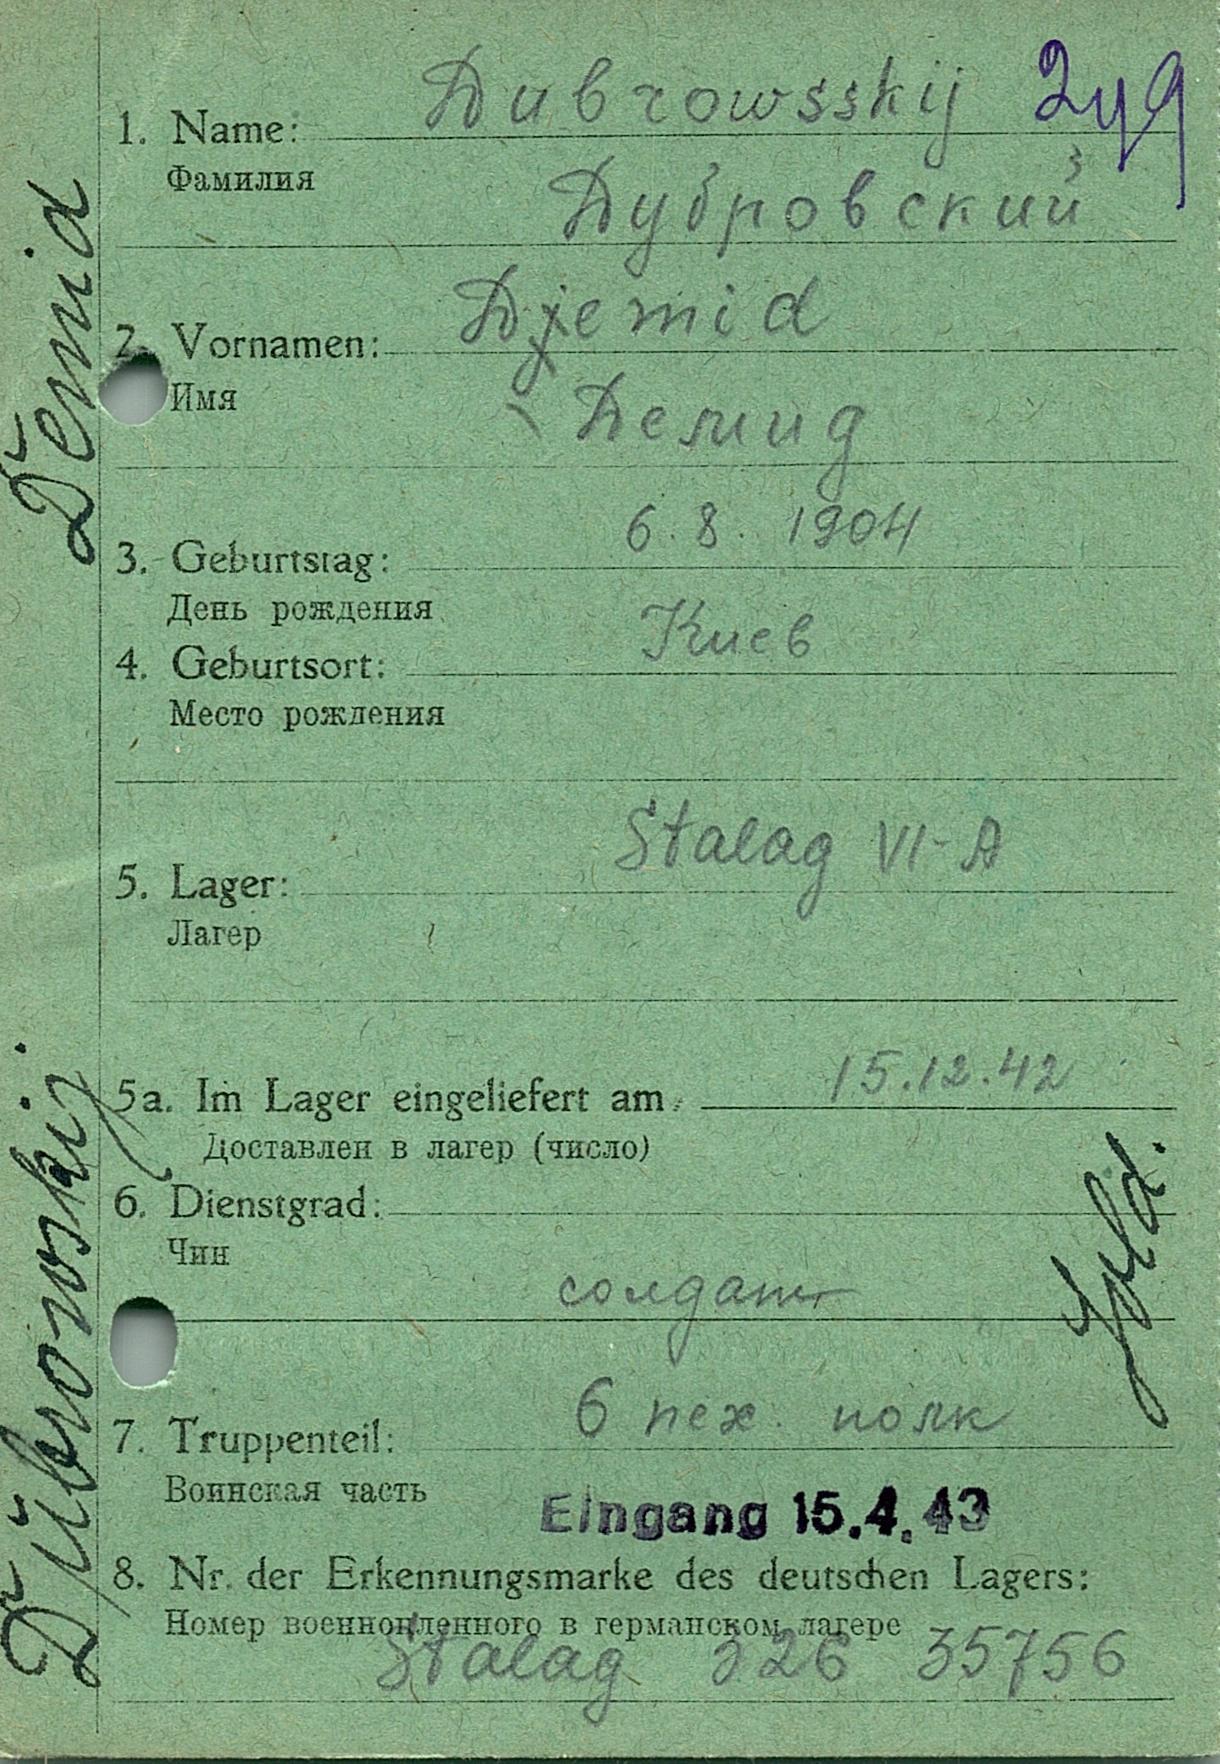 Dubrowsskij
1. Name:
Фамилия
Дубровский
Djemid
2. Vornamen:
Имя
Демид
6. 8. 1904
3. Geburtstag:
День рождения
Киев
4. Geburtsort:
Место рождения
Stalag VI-A
5. Lager:
Лагер
15.12.42
5a. Im Lager eingeliefert am
Доставлен в лагер (число)
6. Dienstgrad:
Чин
солдат
Sold.
6 пех. полк
7. Truppenteil:
Воинская часть
Eingang 15.4.43
8. Nr. der Erkennungsmarke des deutschen Lagers:
Номер военнопленного в германском лагере
Stalag 326 35756
Dubrowskij
Demid